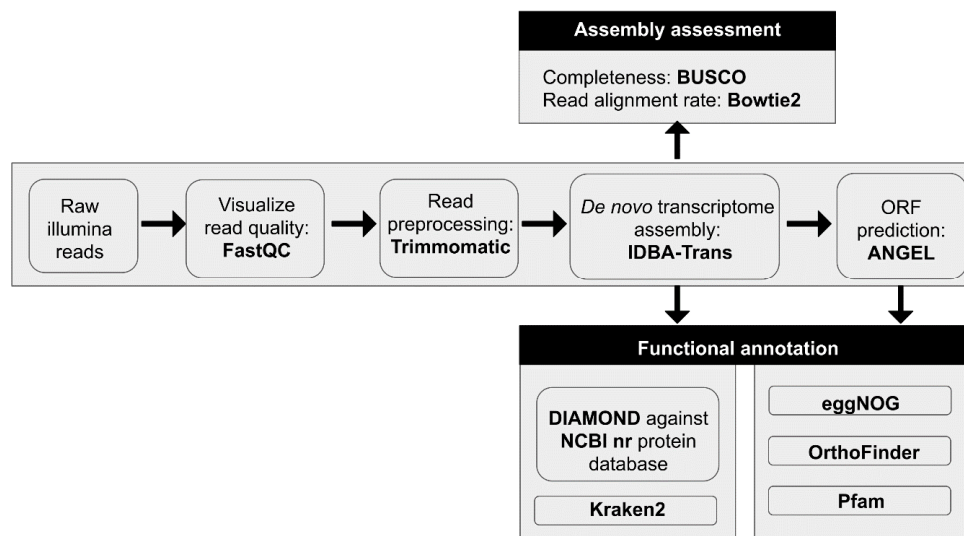 Assembly assessment
Completeness: BUSCO
Read alignment rate: Bowtie2
Raw
illumina
reads
Visualize
read quality:
FastQC
Read
preprocessing:
Trimmomatic
De novo transcriptome
assembly:
IDBA-Trans
ORF
prediction:
ANGEL
Functional annotation
DIAMOND against
NCBI nr protein
database
Kraken2
eggNOG
OrthoFinder
Pfam